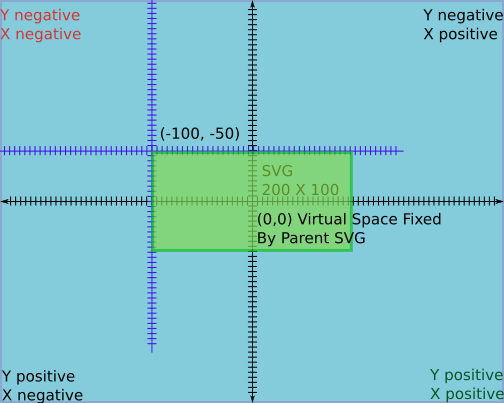 Y negative
X negative
Y negative
X positive
(-100, -50)
SVG
200 X 100
(0,0) Virtual Space Fixed
By Parent SVG
Y positive
X negative
Y positive
X positive